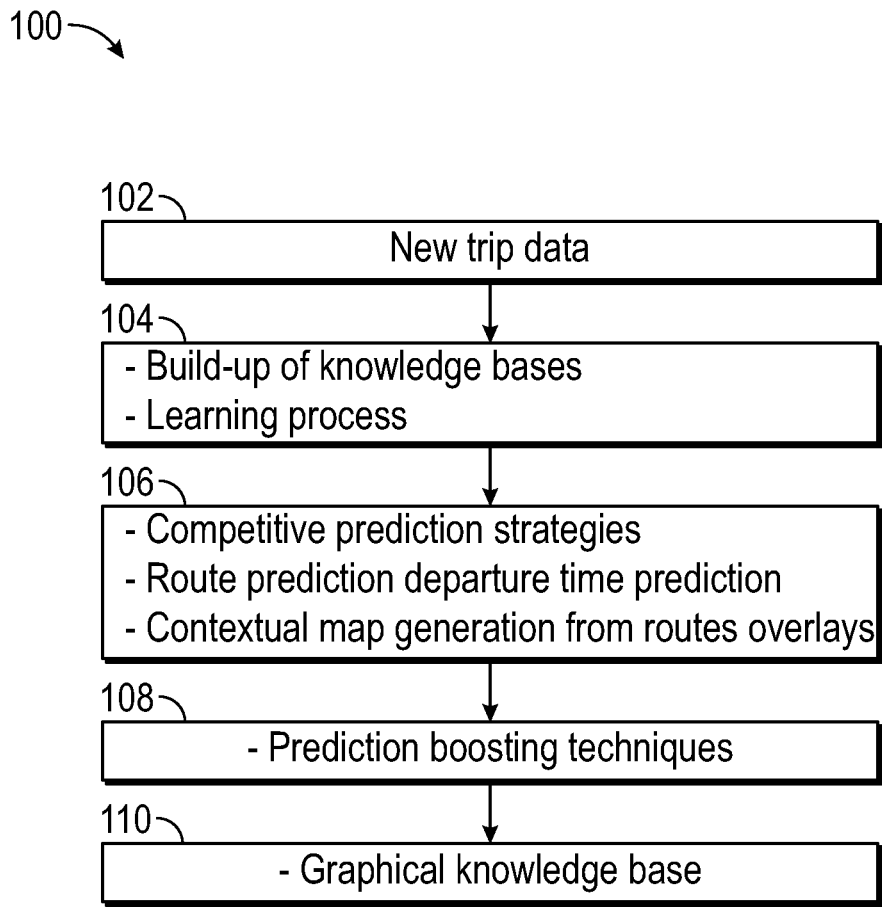 100
102
New trip data
104
- Build-up of knowledge bases
- Learning process
106
- Competitive prediction strategies
- Route prediction departure time prediction
- Contextual map generation from routes overlays
108
- Prediction boosting techniques
110
- Graphical knowledge base